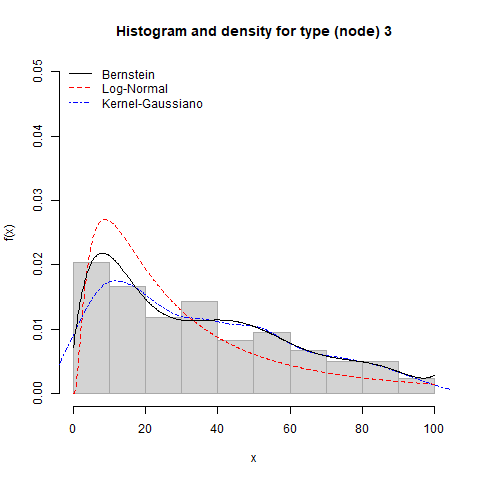 Histogram and density for type (node) 3
Bernstein
Log-Normal
Kernel-Gaussiano
f(x)
0.05
0.04
0.03
0.02
0.01
0.00
0 20 40 60 80 100
x